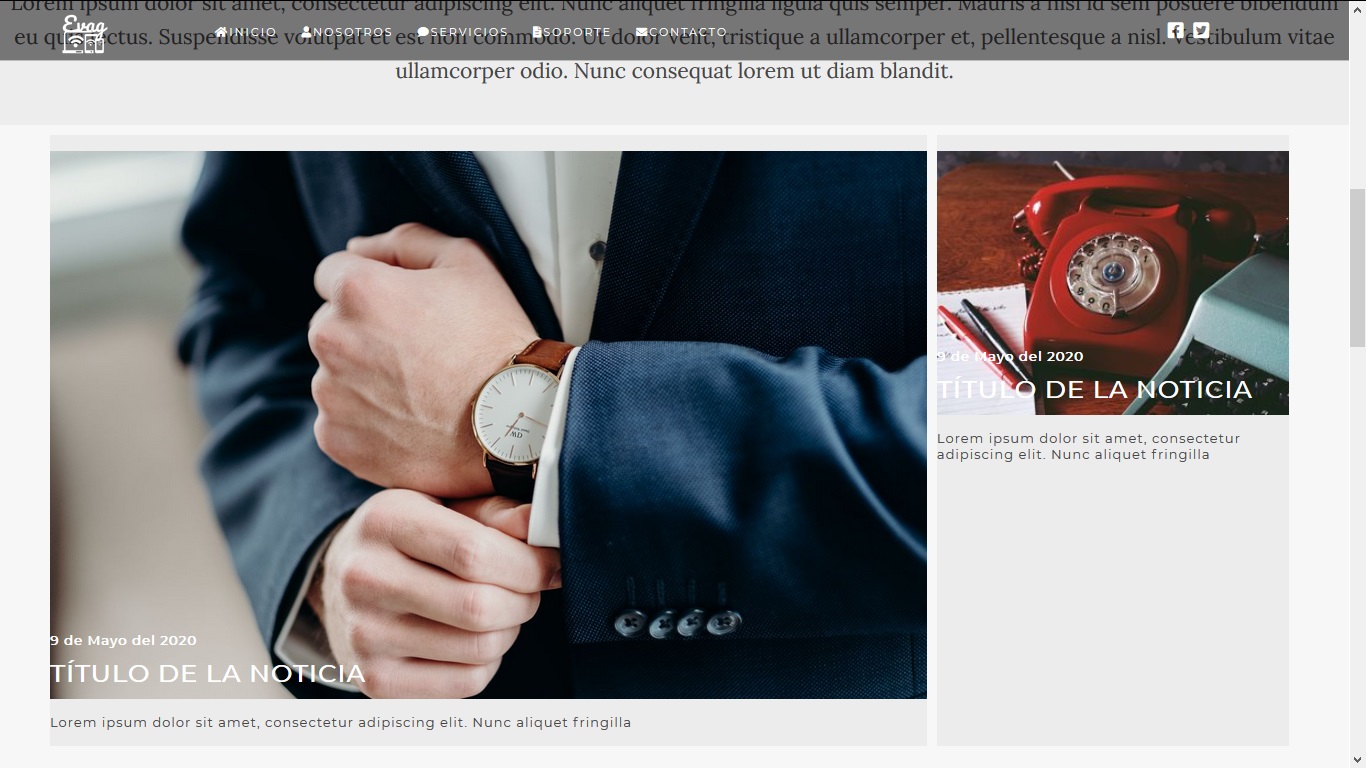 Lorem ipsum dolor sit amet, consectetur adipiscing elit. Nunc aliquet fringilla ligula quis semper. Mauris a nisl id sem posuere bibendum
Evag
INICIO NOSOTROS SERVICIOS SOPORTE CONTACTO
eu quam luctus. Suspendisse volutpat et est non commodo. Ut dolor velit, tristique a ullamcorper et, pellentesque a nisl. Vestibulum vitae
ullamcorper odio. Nunc consequat lorem ut diam blandit.
9 de Mayo del 2020
TÍTULO DE LA NOTICIA
Lorem ipsum dolor sit amet, consectetur adipiscing elit. Nunc aliquet fringilla
9 de Mayo del 2020
TÍTULO DE LA NOTICIA
Lorem ipsum dolor sit amet, consectetur
adipiscing elit. Nunc aliquet fringilla